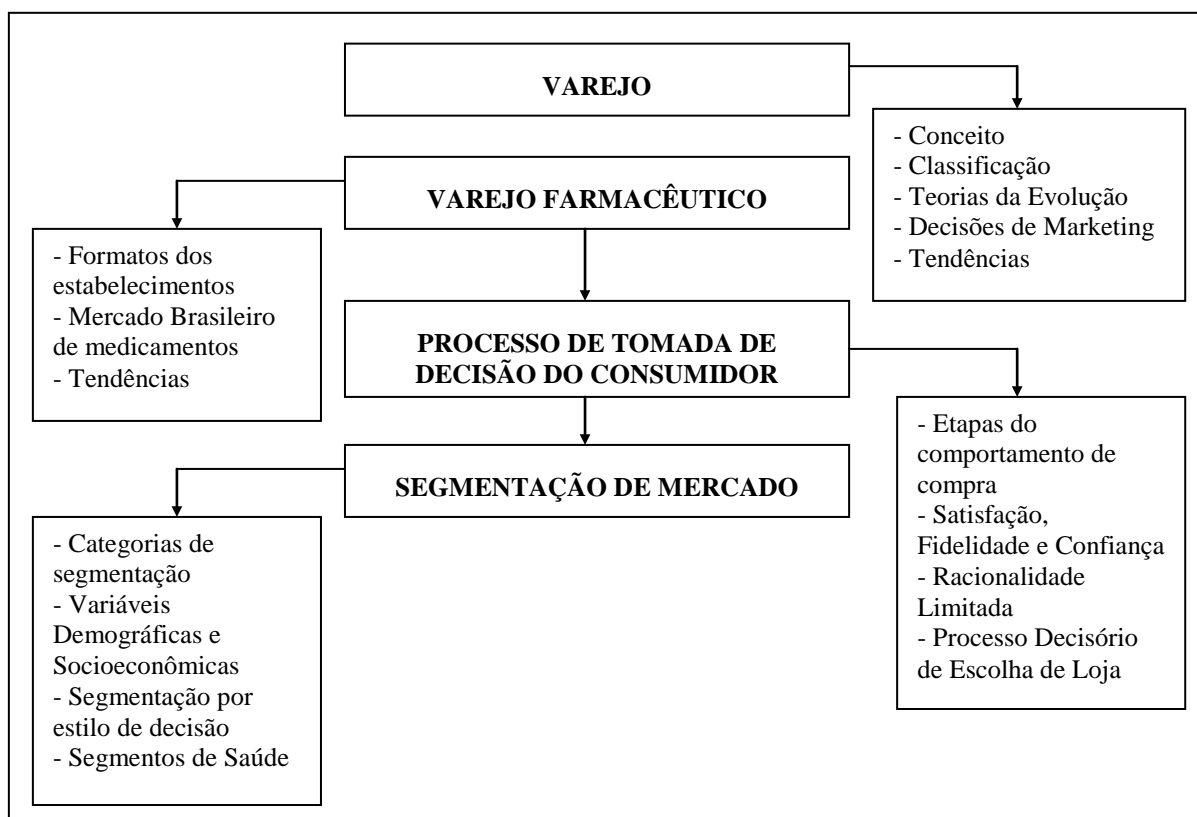 VAREJO
- Conceito
- Classificação
- Teorias da Evolução
- Decisões de Marketing
- Tendências
VAREJO FARMACÊUTICO
- Formatos dos
estabelecimentos
- Mercado Brasileiro
de medicamentos
- Tendências
PROCESSO DE TOMADA DE
DECISÃO DO CONSUMIDOR
- Etapas do
comportamento de
compra
- Satisfação,
Fidelidade e Confiança
- Racionalidade
Limitada
- Processo Decisório
de Escolha de Loja
SEGMENTAÇÃO DE MERCADO
- Categorias de
segmentação
- Variáveis
Demográficas e
Socioeconômicas
- Segmentação por
estilo de decisão
- Segmentos de Saúde